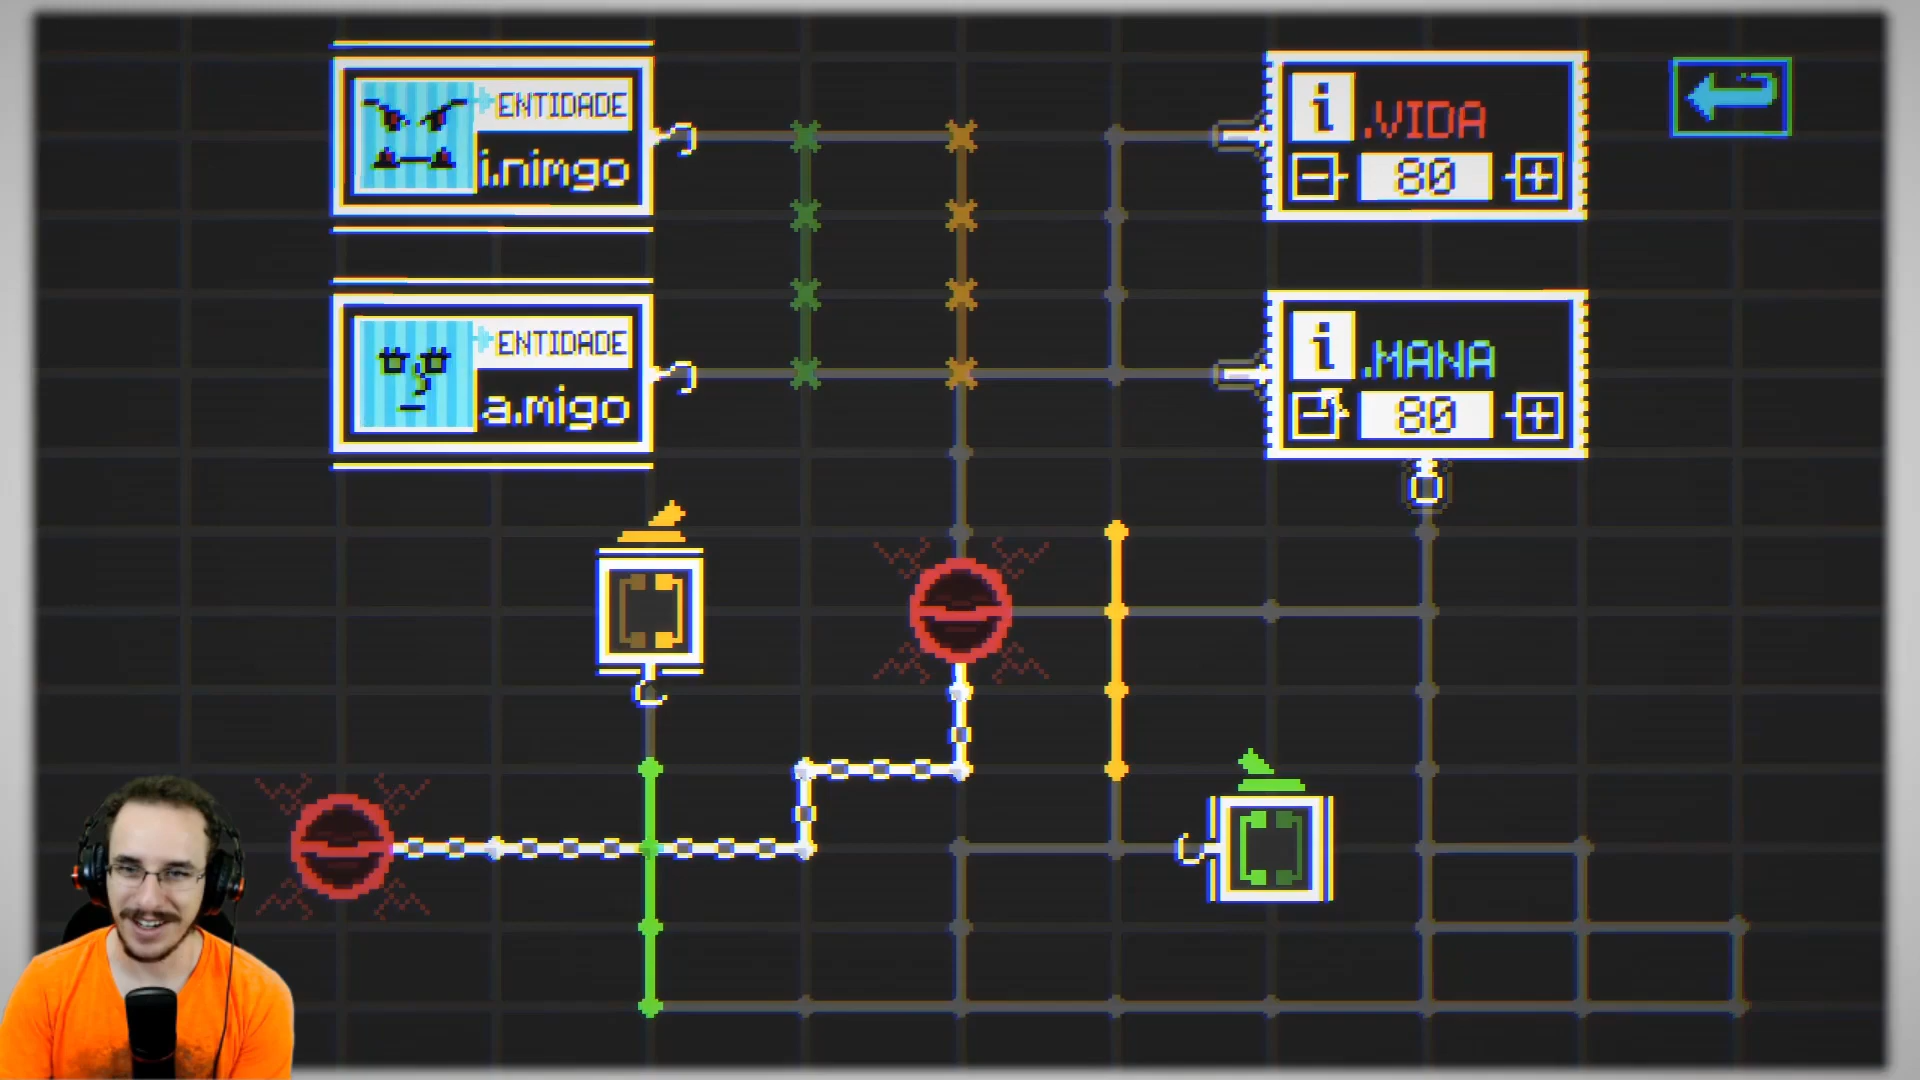 ENTIDADE
i.nimgo
i .VIDA
80
ENTIDADE
a.migo
i .MANA
80